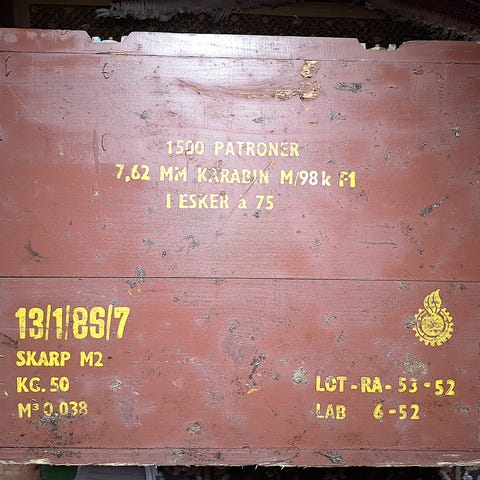 1500 PATRONER
7,62 MM KARABIN M/98k F1
I ESKER à 75
13/1/89/7
SKARP M2
KG. 50
M³ 0,038
LOT-RA-53-52
LAB 6-52